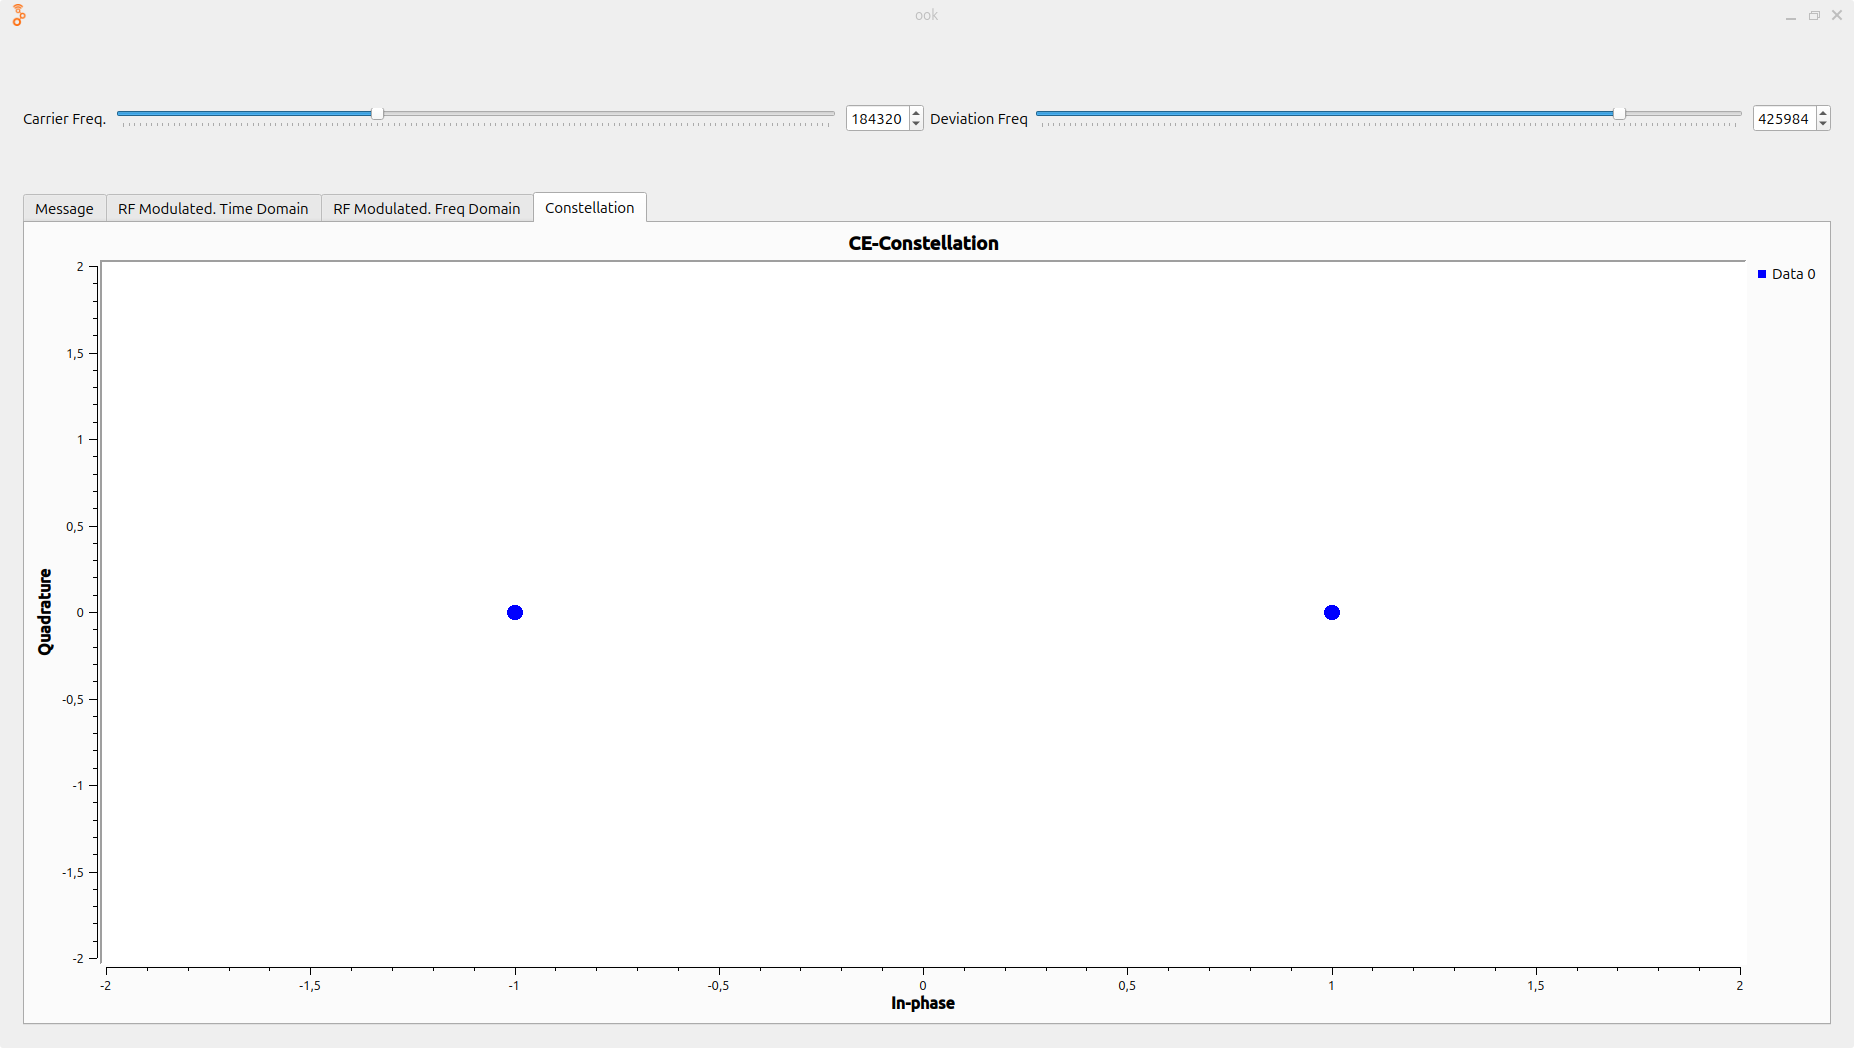 ook
Carrier Freq.
184320
Deviation Freq
425984
Message
RF Modulated. Time Domain
RF Modulated. Freq Domain
Constellation
CE-Constellation
Data 0
Quadrature
2
1,5
1
0,5
0
-0,5
-1
-1,5
-2
-2
-1,5
-1
-0,5
0
0,5
1
1,5
2
In-phase